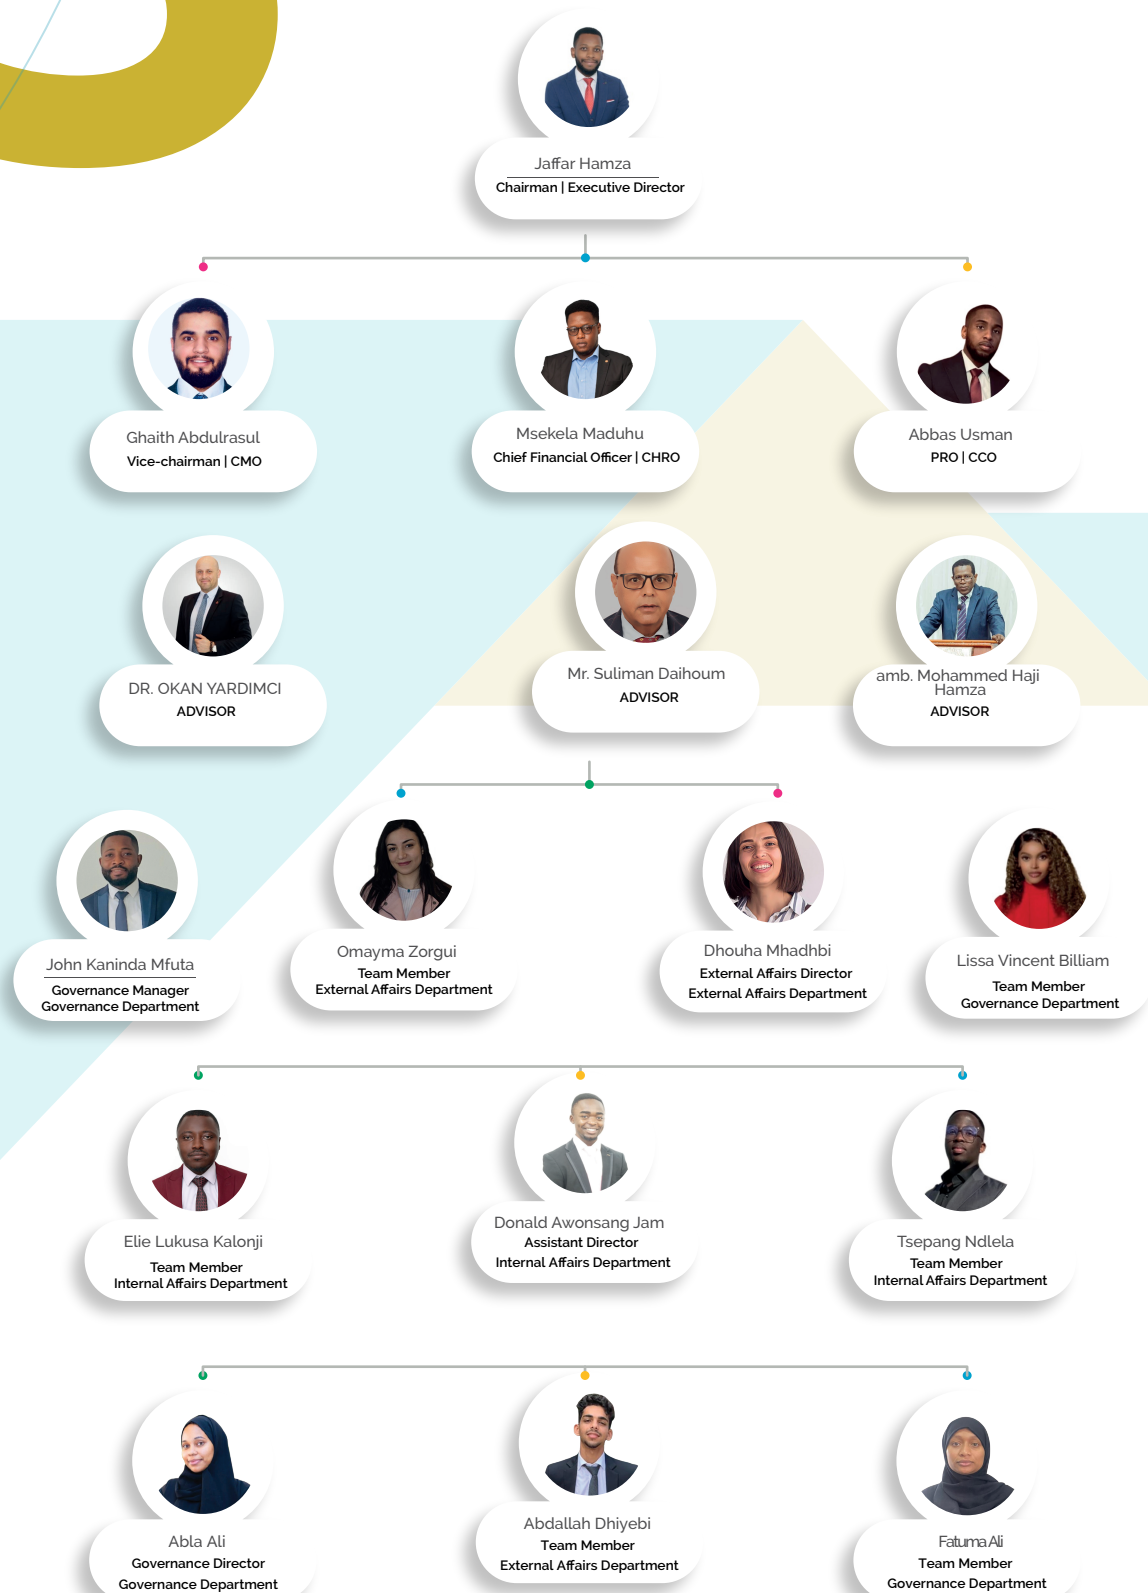 Jaffar Hamza
Chairman | Executive Director
Ghaith Abdulrasul
Vice-chairman | CMO
Msekela Maduhu
Chief Financial Officer | CHRO
Abbas Usman
PRO | CCO
DR. OKAN YARDIMCI
ADVISOR
Mr. Suliman Daihoum
ADVISOR
amb. Mohammed Haji
Hamza
ADVISOR
John Kaninda Mfuta
Governance Manager
Governance Department
Omayma Zorgui
Team Member
External Affairs Department
Dhouha Mhadhbi
External Affairs Director
External Affairs Department
Lissa Vincent Billiam
Team Member
Governance Department
Elie Lukusa Kalonji
Team Member
Internal Affairs Department
Donald Awonsang Jam
Assistant Director
Internal Affairs Department
Tsepang Ndlela
Team Member
Internal Affairs Department
Abla Ali
Governance Director
Governance Department
Abdallah Dhiyebi
Team Member
External Affairs Department
Fatuma Ali
Team Member
Governance Department